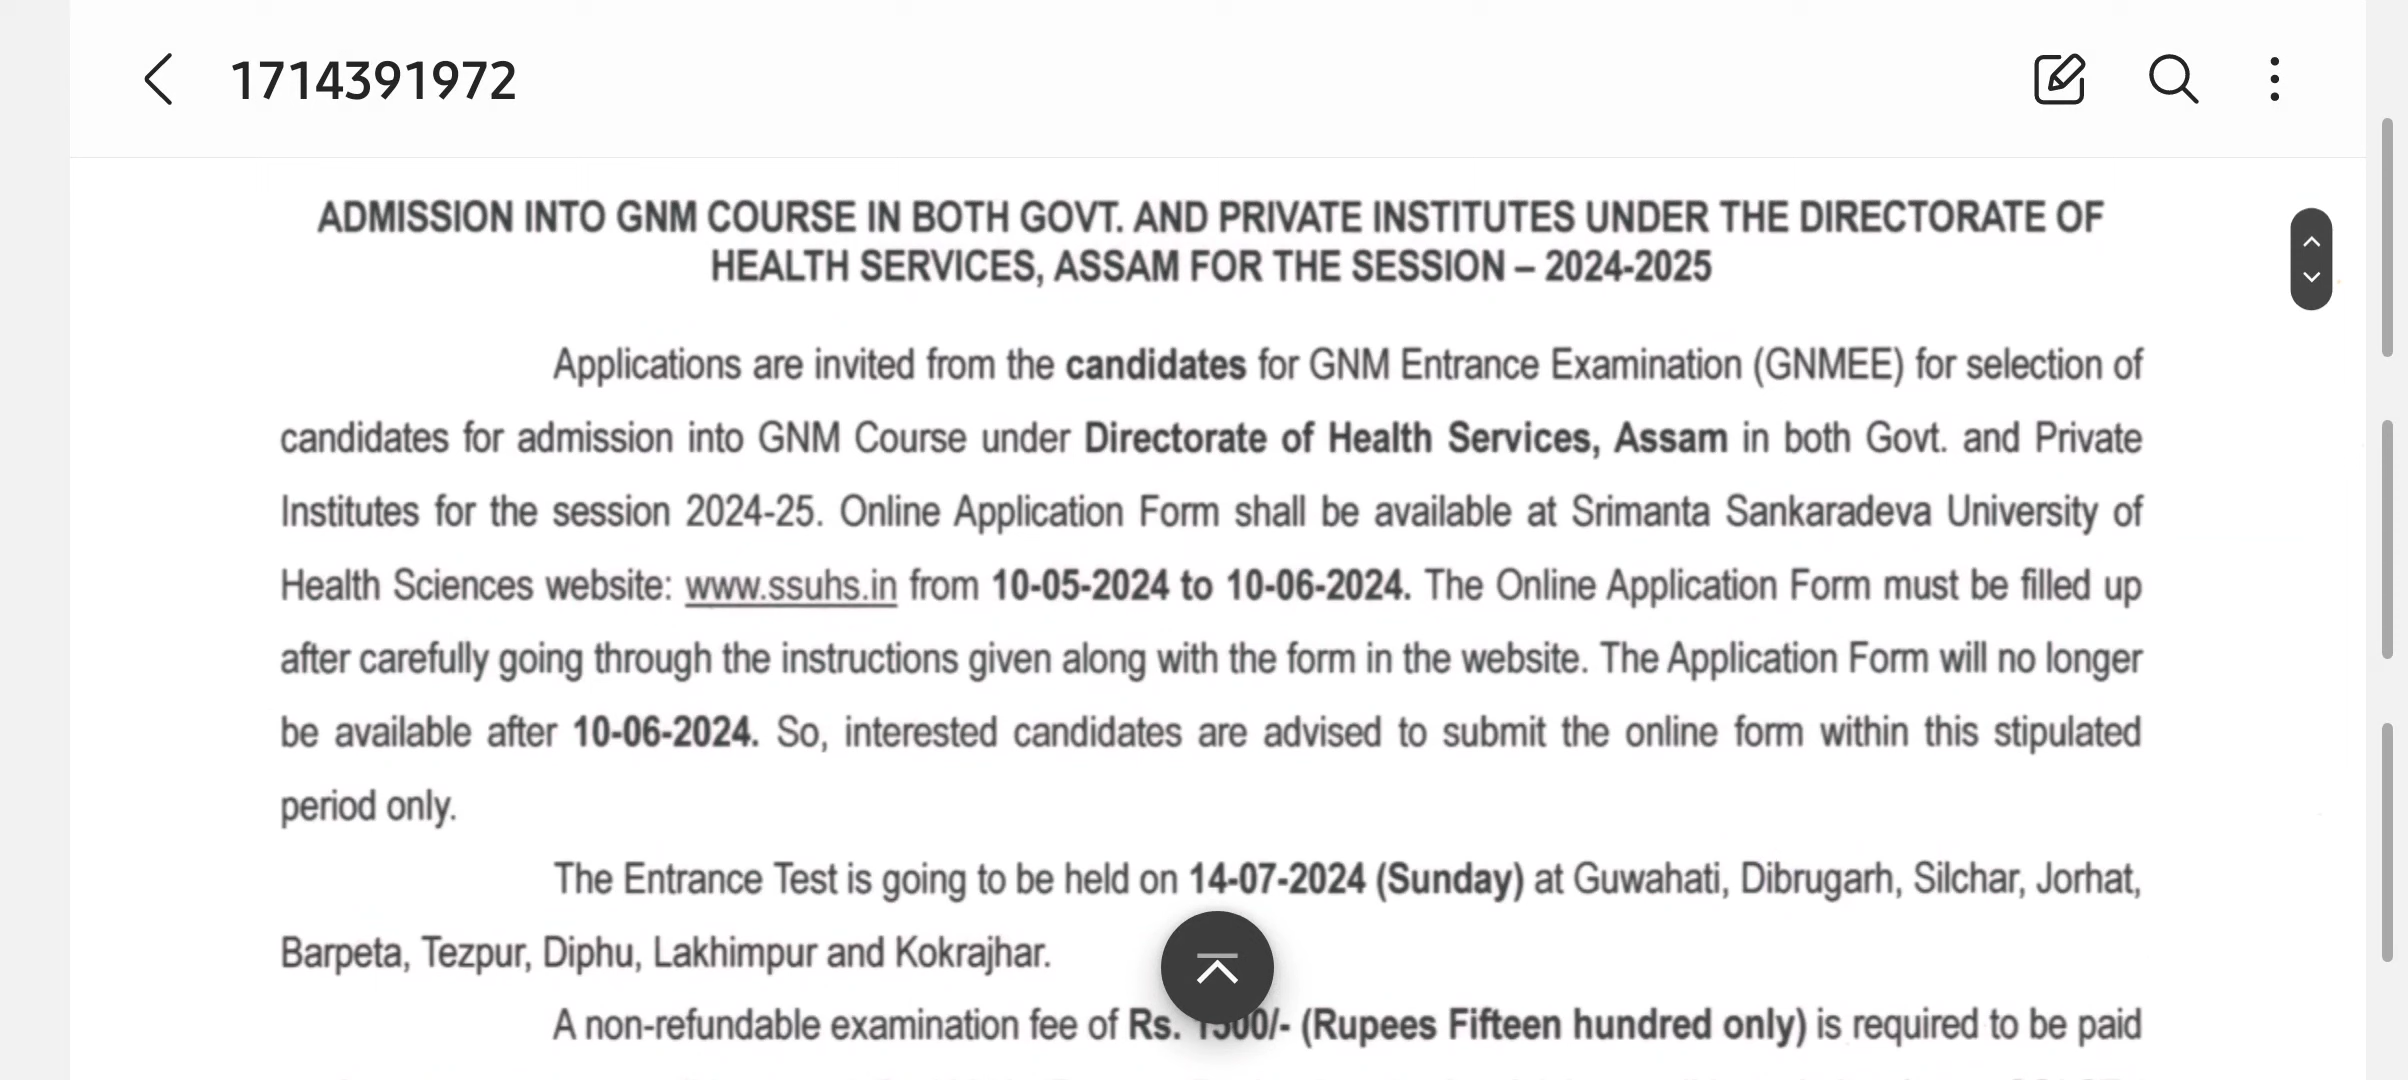 1714391972
ADMISSION INTO GNM COURSE IN BOTH GOVT. AND PRIVATE INSTITUTES UNDER THE DIRECTORATE OF
HEALTH SERVICES, ASSAM FOR THE SESSION – 2024-2025
Applications are invited from the candidates for GNM Entrance Examination (GNMEE) for selection of
candidates for admission into GNM Course under Directorate of Health Services, Assam in both Govt. and Private
Institutes for the session 2024-25. Online Application Form shall be available at Srimanta Sankaradeva University of
Health Sciences website: www.ssuhs.in from 10-05-2024 to 10-06-2024. The Online Application Form must be filled up
after carefully going through the instructions given along with the form in the website. The Application Form will no longer
be available after 10-06-2024. So, interested candidates are advised to submit the online form within this stipulated
period only.
The Entrance Test is going to be held on 14-07-2024 (Sunday) at Guwahati, Dibrugarh, Silchar, Jorhat,
Barpeta, Tezpur, Diphu, Lakhimpur and Kokrajhar.
A non-refundable examination fee of Rs. 1500/- (Rupees Fifteen hundred only) is required to be paid